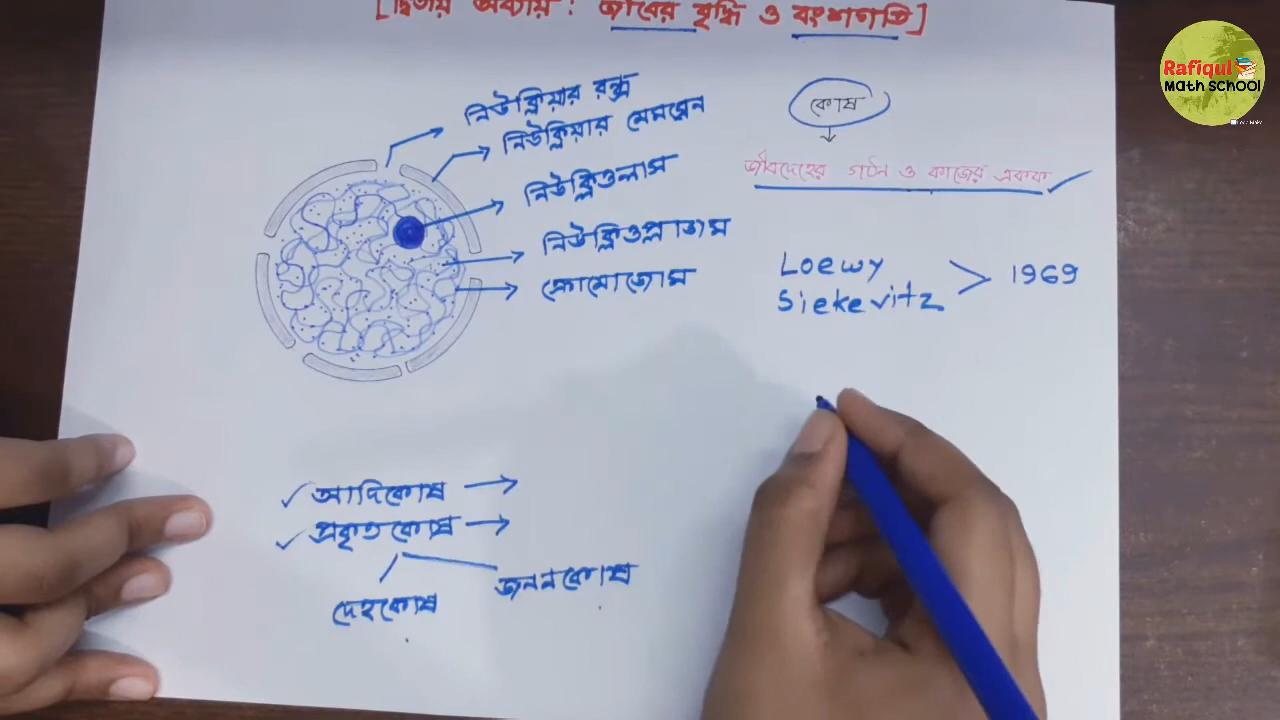 [দ্বিতীয় অধ্যায় : জীবের বৃদ্ধি ও বংশগতি]
Rafiqul
Math School
নিউক্লিয়ার রন্ধ্র
নিউক্লিয়ার মেমব্রেন
নিউক্লিওলাস
নিউক্লিওপ্লাজম
ক্রোমোজোম
কোষ
জীবদেহের গঠন ও কাজের একক
Loewy
Siekevitz
1969
আদিকোষ
প্রকৃতকোষ
দেহকোষ
জননকোষ